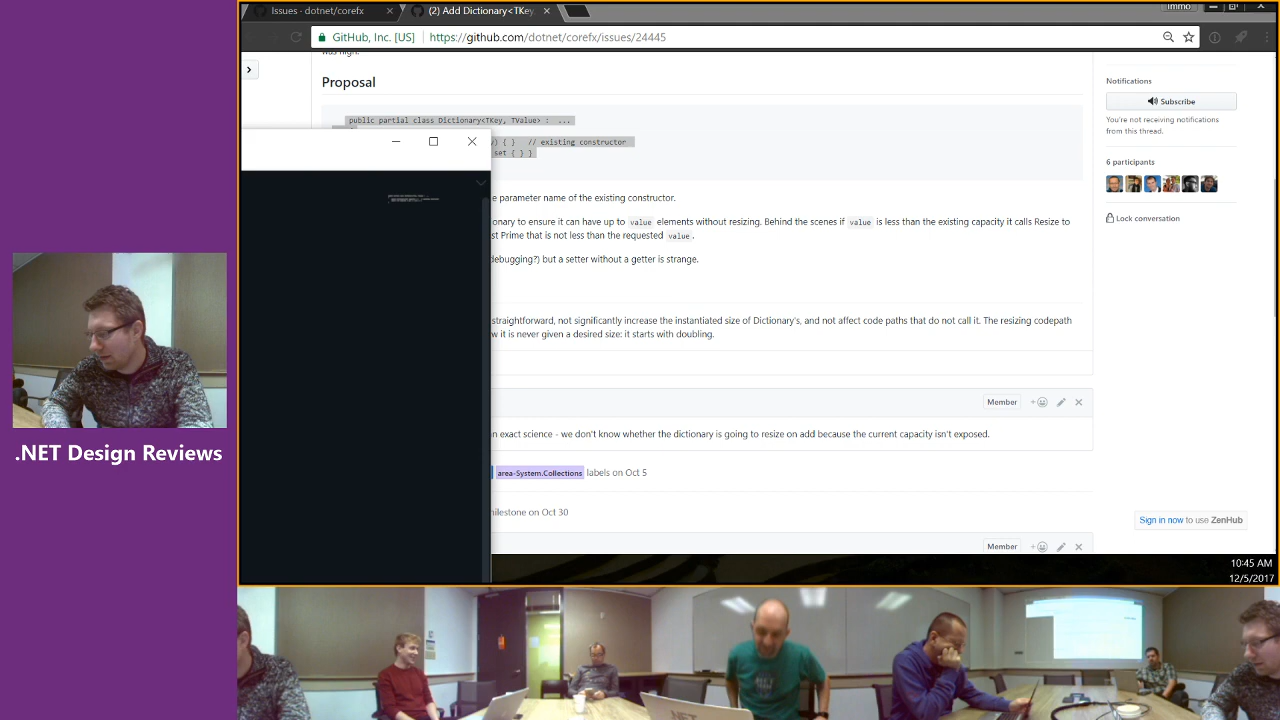 Issues - dotnet/corefx
(2) Add Dictionary<TKey,
Immo
GitHub, Inc. [US]
https://github.com/dotnet/corefx/issues/24445
was high.
Proposal
public partial class Dictionary<TKey, TValue> : ...
) { } // existing constructor
set { } }
e parameter name of the existing constructor.
onary to ensure it can have up to value elements without resizing. Behind the scenes if value is less than the existing capacity it calls Resize to
st Prime that is not less than the requested value.
debugging?) but a setter without a getter is strange.
straightforward, not significantly increase the instantiated size of Dictionary's, and not affect code paths that do not call it. The resizing codepath
w it is never given a desired size: it starts with doubling.
Member
n exact science - we don't know whether the dictionary is going to resize on add because the current capacity isn't exposed.
area-System.Collections labels on Oct 5
milestone on Oct 30
Member
Notifications
Subscribe
You're not receiving notifications
from this thread.
6 participants
Lock conversation
Sign in now to use ZenHub
10:45 AM
12/5/2017
.NET Design Reviews
.NET